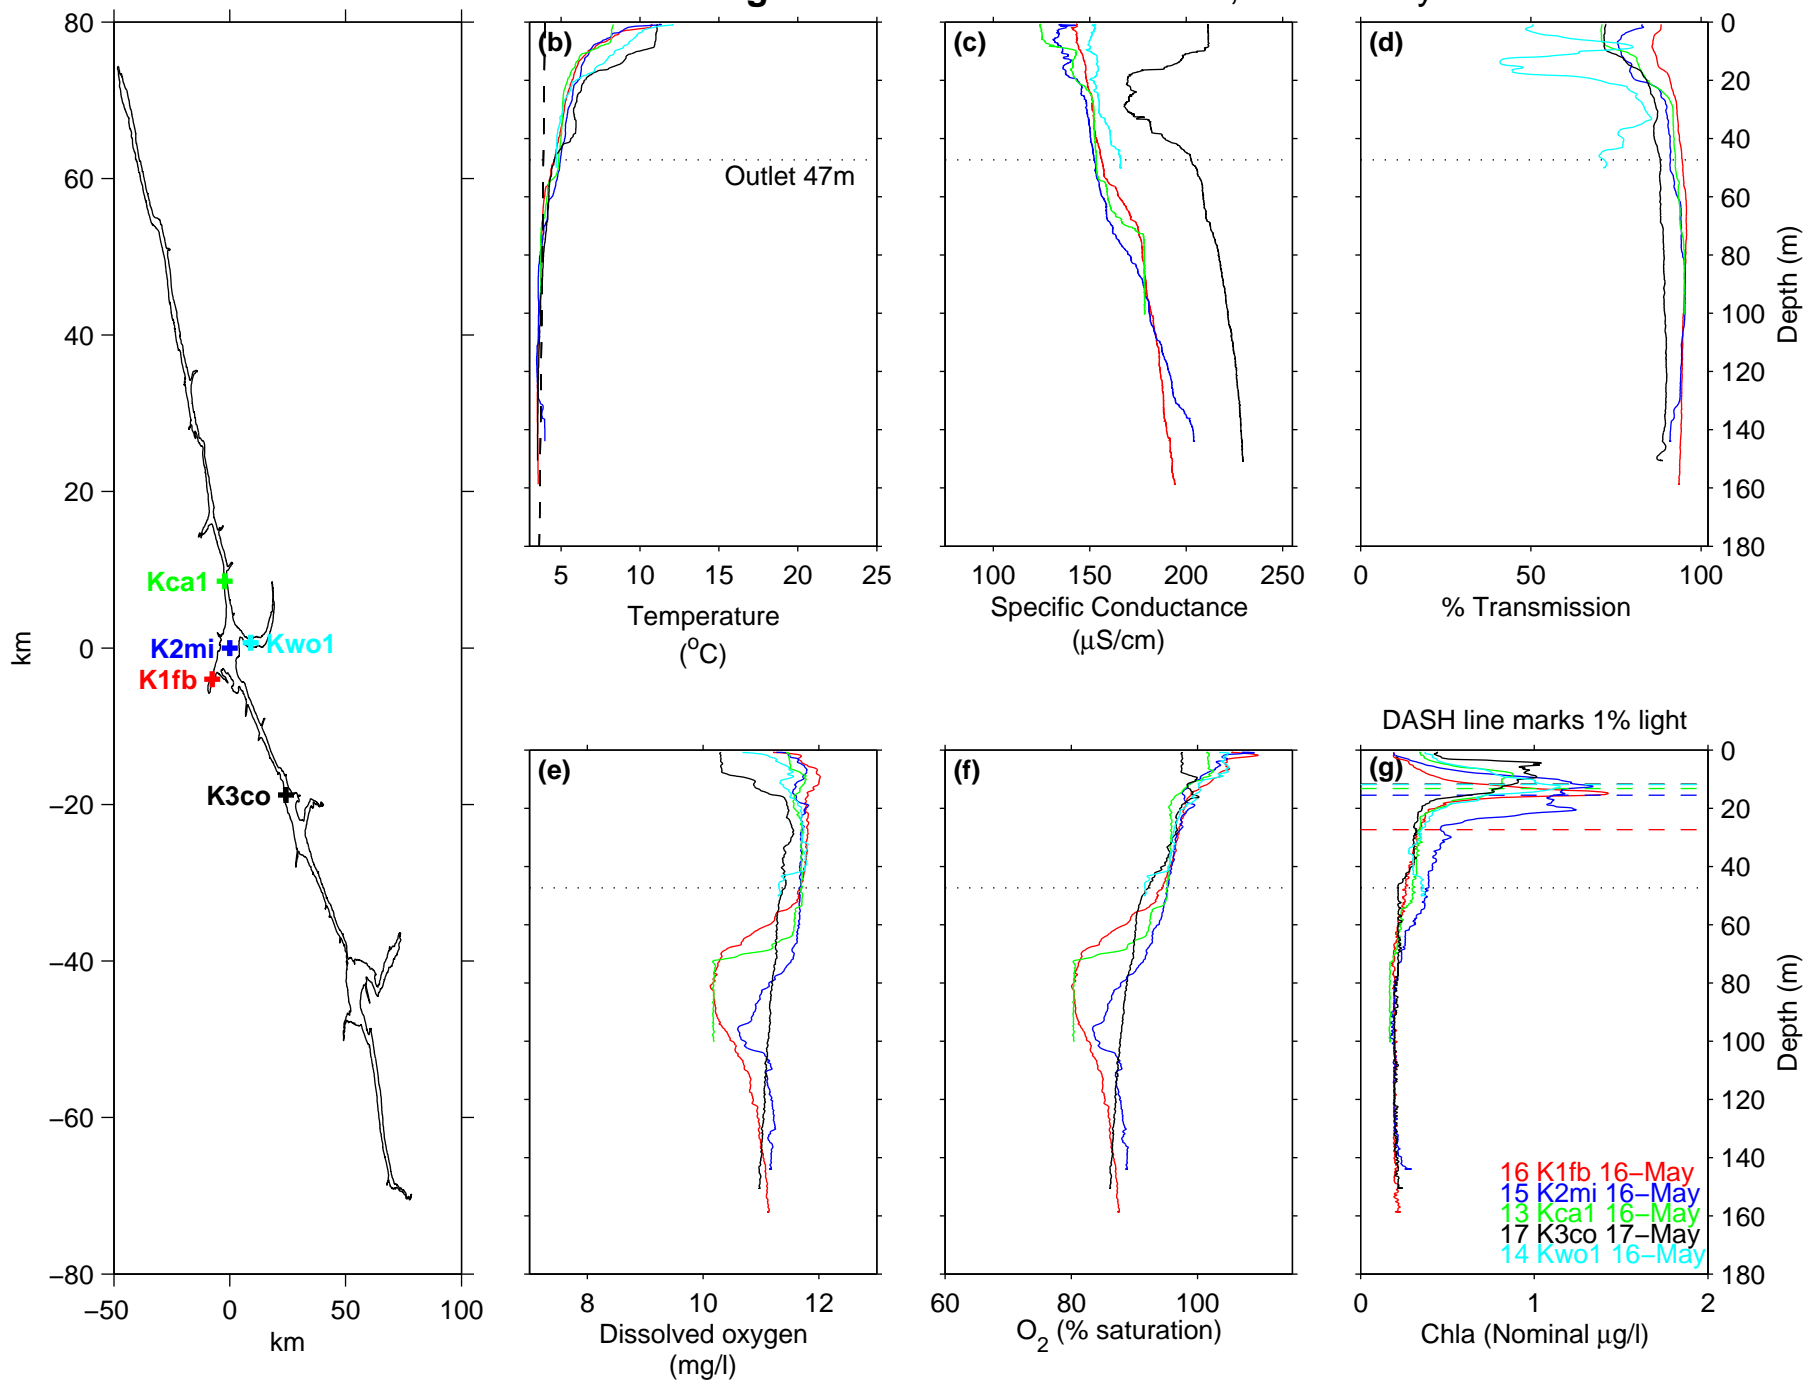 (b)
(c)
(d)
80
60
40
20
0
−20
−40
−60
−80
km
−50
0
50
100
km
Kca1
K2mi
Kwo1
K1fb
K3co
Outlet 47m
5
10
15
20
25
Temperature
(oC)
100
150
200
250
Specific Conductance
(μS/cm)
0
50
100
% Transmission
0
20
40
60
80
100
120
140
160
180
Depth (m)
DASH line marks 1% light
(e)
(f)
(g)
8
10
12
Dissolved oxygen
(mg/l)
60
80
100
O2 (% saturation)
0
1
2
Chla (Nominal μg/l)
0
20
40
60
80
100
120
140
160
180
Depth (m)
16 K1fb 16−May
15 K2mi 16−May
13 Kca1 16−May
17 K3co 17−May
14 Kwo1 16−May